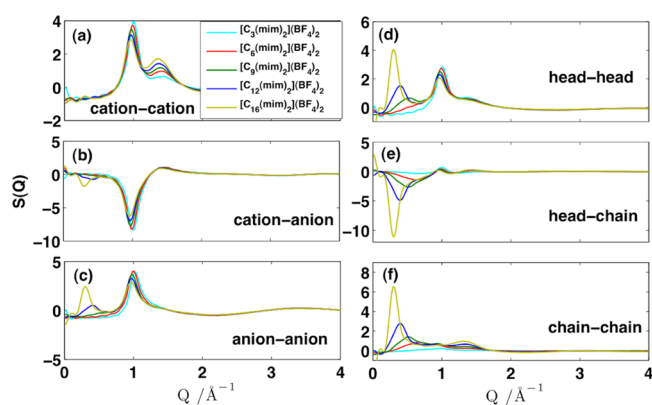 (a)
4
2
0
−2
cation−cation
[C₃(mim)₂](BF₄)₂
[C₆(mim)₂](BF₄)₂
[C₉(mim)₂](BF₄)₂
[C₁₂(mim)₂](BF₄)₂
[C₁₆(mim)₂](BF₄)₂
(b)
5
0
−5
−10
cation−anion
S(Q)
(c)
5
0
−5
anion−anion
0 1 2 3 4
Q /Å⁻¹
(d)
6
4
2
0
head−head
(e)
0
−5
−10
head−chain
(f)
8
6
4
2
0
chain−chain
0 1 2 3 4
Q /Å⁻¹